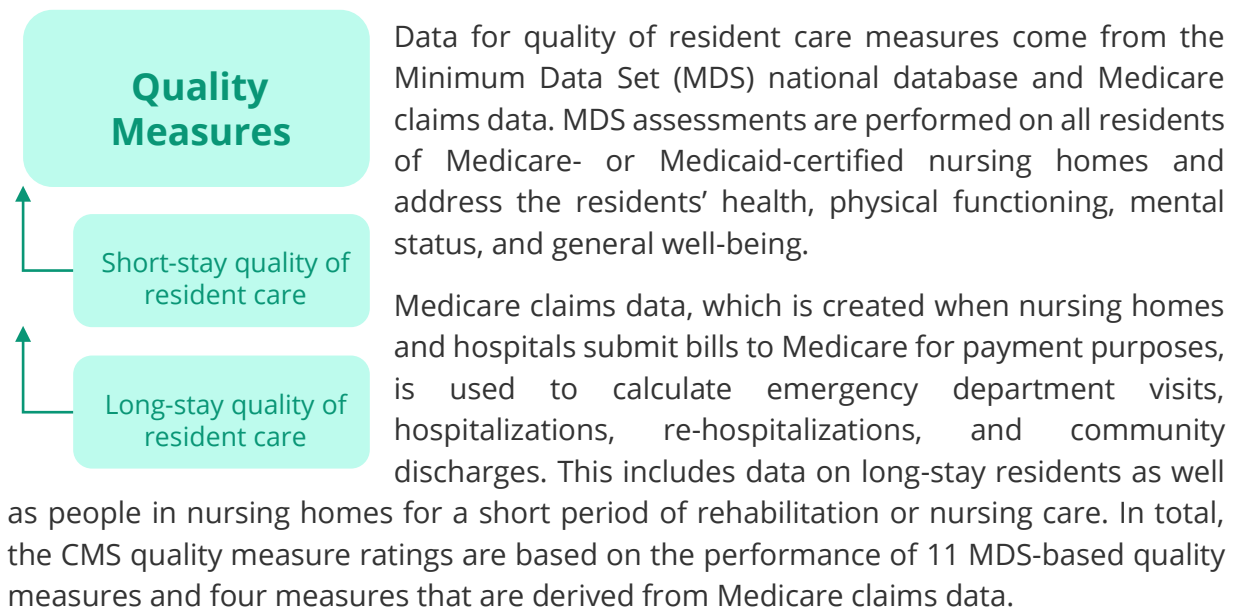 Quality
Measures
Short-stay quality of
resident care
Long-stay quality of
resident care
Data for quality of resident care measures come from the
Minimum Data Set (MDS) national database and Medicare
claims data. MDS assessments are performed on all residents
of Medicare- or Medicaid-certified nursing homes and
address the residents’ health, physical functioning, mental
status, and general well-being.
Medicare claims data, which is created when nursing homes
and hospitals submit bills to Medicare for payment purposes,
is used to calculate emergency department visits,
hospitalizations, re-hospitalizations, and community
discharges. This includes data on long-stay residents as well
as people in nursing homes for a short period of rehabilitation or nursing care. In total,
the CMS quality measure ratings are based on the performance of 11 MDS-based quality
measures and four measures that are derived from Medicare claims data.